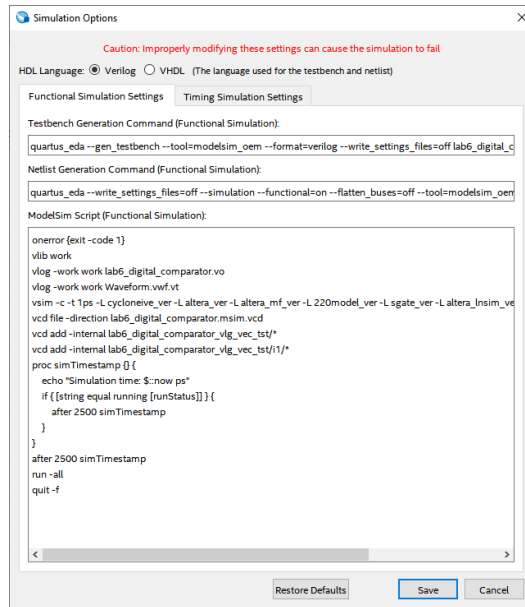 Simulation Options
Caution: Improperly modifying these settings can cause the simulation to fail
HDL Language: Verilog VHDL (The language used for the testbench and netlist)
Functional Simulation Settings Timing Simulation Settings
Testbench Generation Command (Functional Simulation):
quartus_eda --gen_testbench --tool=modelsim_oem --format=verilog --write_settings_files=off lab6_digital_c
Netlist Generation Command (Functional Simulation):
quartus_eda --write_settings_files=off --simulation --functional=on --flatten_buses=off --tool=modelsim_oem
ModelSim Script (Functional Simulation):
onerror {exit -code 1}
vlib work
vlog -work work lab6_digital_comparator.vo
vlog -work work Waveform.vwf.vt
vsim -c -t 1ps -L cycloneive_ver -L altera_ver -L altera_mf_ver -L 220model_ver -L sgate_ver -L altera_lnsim_ve
vcd file -direction lab6_digital_comparator.msim.vcd
vcd add -internal lab6_digital_comparator_vlg_vec_tst/*
vcd add -internal lab6_digital_comparator_vlg_vec_tst/i1/*
proc simTimestamp {} {
echo "Simulation time: $::now ps"
if { [string equal running [runStatus]] } {
after 2500 simTimestamp
}
}
after 2500 simTimestamp
run -all
quit -f
Restore Defaults Save Cancel